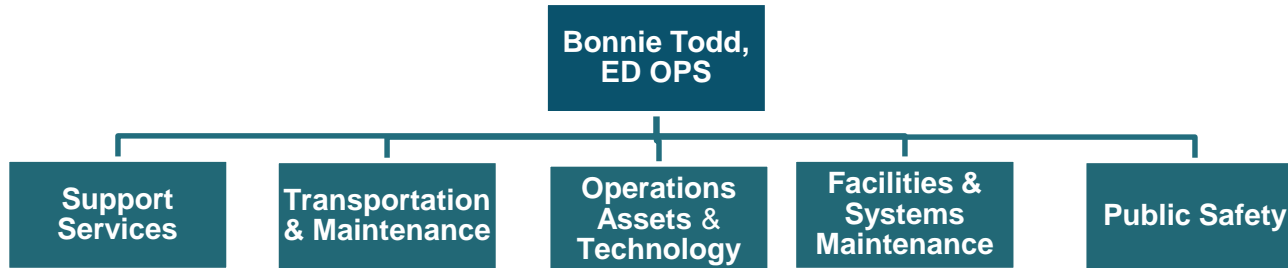 Bonnie Todd,
ED OPS
Support
Services
Transportation
& Maintenance
Operations
Assets &
Technology
Facilities &
Systems
Maintenance
Public Safety